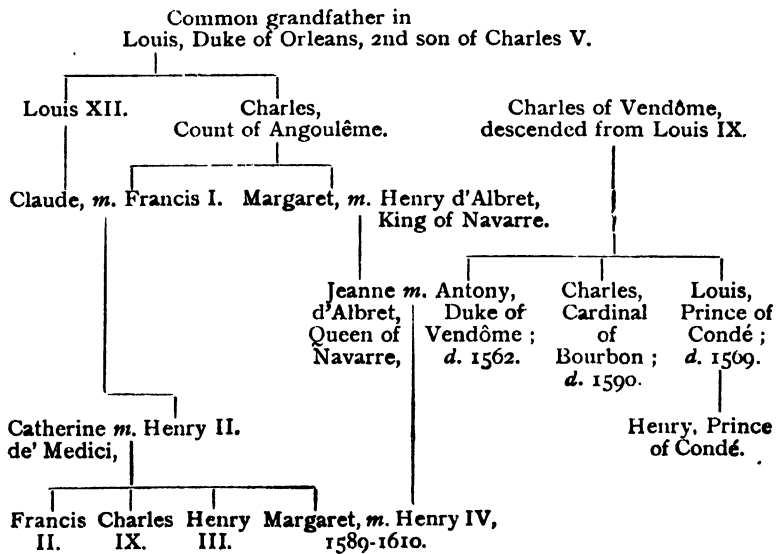 Common grandfather in
Louis, Duke of Orleans, 2nd son of Charles V.
Louis XII.
Charles,
Count of Angoulême.
Charles of Vendôme,
descended from Louis IX.
Claude, m. Francis I.
Margaret, m. Henry d'Albret,
King of Navarre.
Jeanne m. Antony,
d'Albret, Duke of
Queen of Vendôme ;
Navarre, d. 1562.
Charles,
Cardinal
of
Bourbon ;
d. 1590.
Louis,
Prince of
Condé ;
d. 1569.
Catherine m. Henry II.
de' Medici,
Henry, Prince
of Condé.
Francis
II.
Charles
IX.
Henry
III.
Margaret, m. Henry IV,
1589-1610.